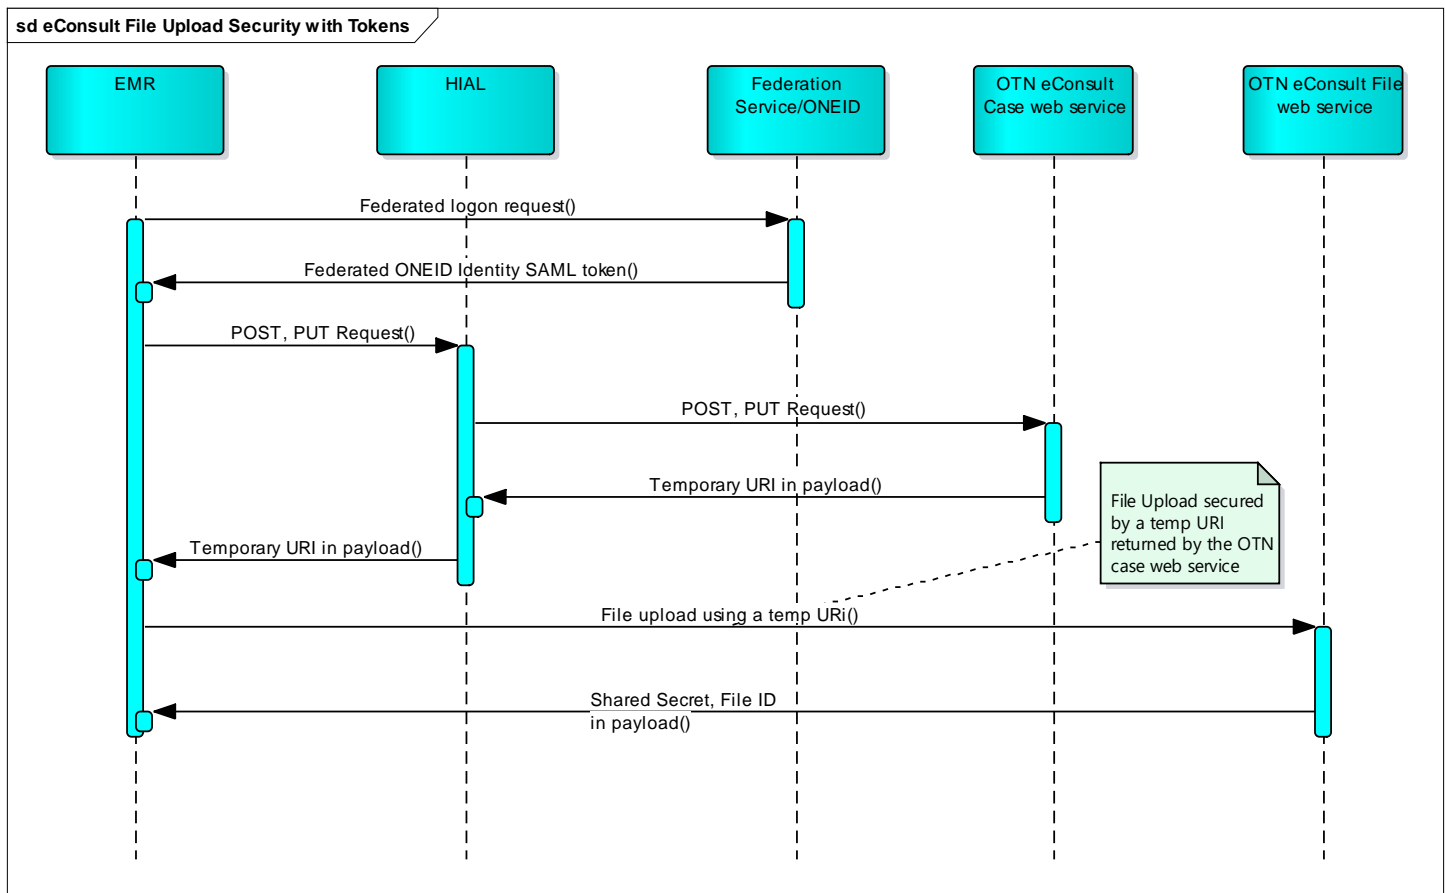 sd eConsult File Upload Security with Tokens
EMR
HIAL
Federation
Service/ONEID
OTN eConsult
Case web service
OTN eConsult File
web service
Federated logon request()
Federated ONEID Identity SAML token()
POST, PUT Request()
POST, PUT Request()
Temporary URI in payload()
File Upload secured
by a temp URI
returned by the OTN
case web service
Temporary URI in payload()
File upload using a temp URi()
Shared Secret, File ID
in payload()